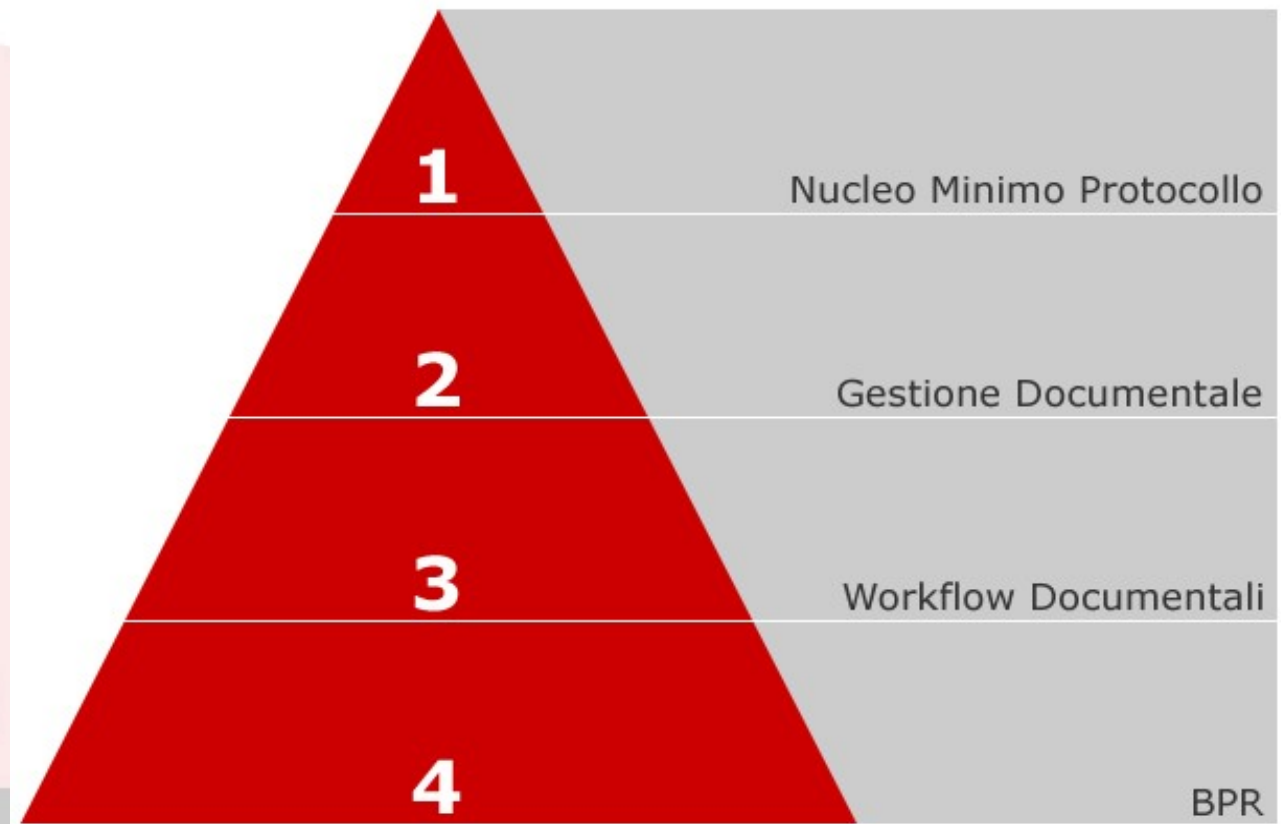 1
Nucleo Minimo Protocollo
2
Gestione Documentale
3
Workflow Documentali
4
BPR